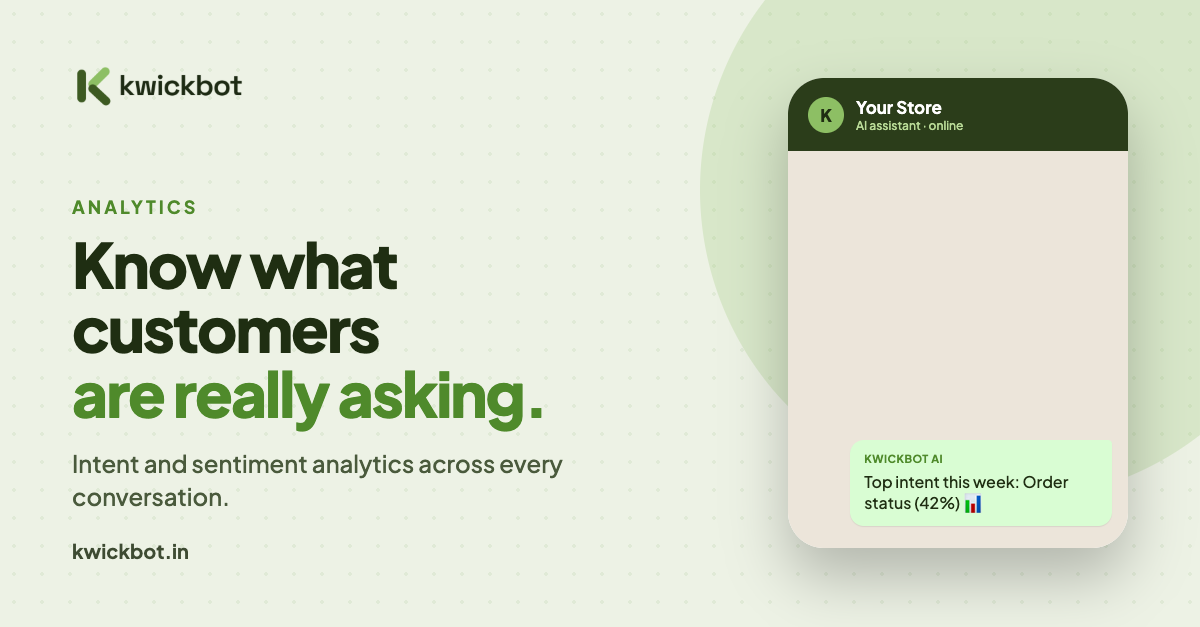 kwickbot
ANALYTICS
Know what
customers
are really asking.
Intent and sentiment analytics across every
conversation.
kwickbot.in
K
Your Store
AI assistant · online
KWICKBOT AI
Top intent this week: Order
status (42%) 📊